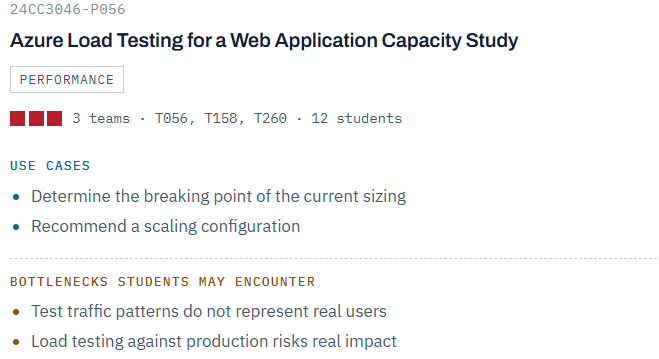 24CC3046-P056
Azure Load Testing for a Web Application Capacity Study
PERFORMANCE
3 teams · T056, T158, T260 · 12 students
USE CASES
Determine the breaking point of the current sizing
Recommend a scaling configuration
BOTTLENECKS STUDENTS MAY ENCOUNTER
Test traffic patterns do not represent real users
Load testing against production risks real impact